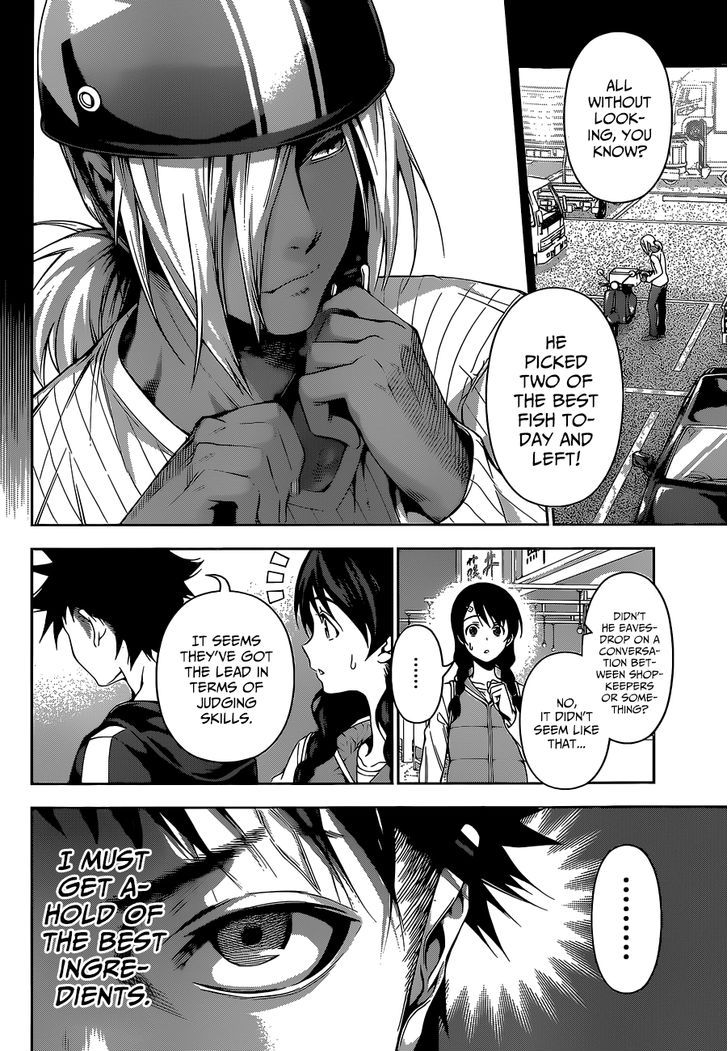 ALL
WITHOUT
LOOK-
ING, YOU
KNOW?
HE
PICKED
TWO OF
THE BEST
FISH TO-
DAY AND
LEFT!
DIDN'T
HE EAVES-
DROP ON A
CONVERSA-
TION BET-
WEEN SHOP-
KEEPERS
OR SOME-
THING?
NO,
IT DIDN'T
SEEM LIKE
THAT...
......
IT SEEMS
THEY'VE GOT
THE LEAD IN
TERMS OF
JUDGING
SKILLS.
........
I MUST
GET A-
HOLD OF
THE BEST
INGRE-
DIENTS.